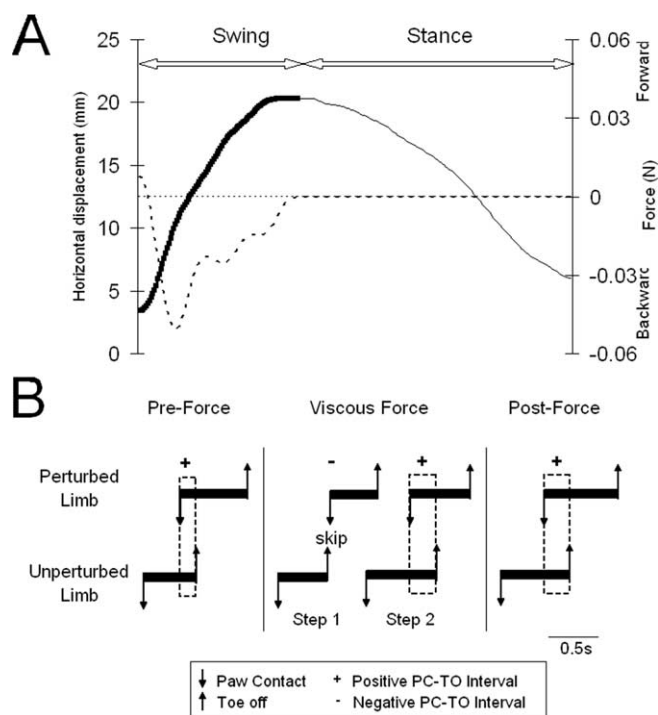 A
Swing Stance
25 0.06
20 0.03
15
0
10
5 -0.03
0 -0.06
Horizontal displacement (mm)
Forward
Force (N)
Backward
B
Pre-Force Viscous Force Post-Force
+ - + +
Perturbed
Limb
skip
Unperturbed
Limb
Step 1 Step 2
0.5s
Paw Contact + Positive PC-TO Interval
Toe off - Negative PC-TO Interval